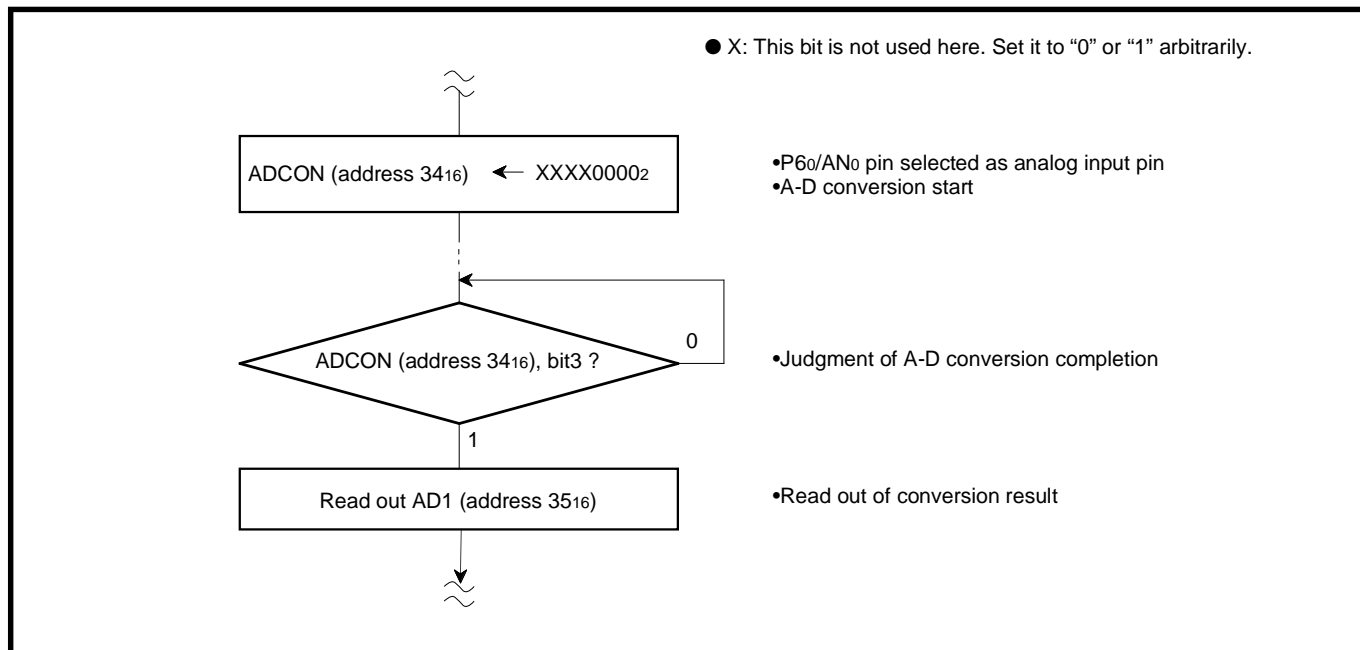 ● X: This bit is not used here. Set it to “0” or “1” arbitrarily.
ADCON (address 3416) ← XXXX00002
•P60/AN0 pin selected as analog input pin
•A-D conversion start
0
ADCON (address 3416), bit3 ?
•Judgment of A-D conversion completion
1
Read out AD1 (address 3516)
•Read out of conversion result